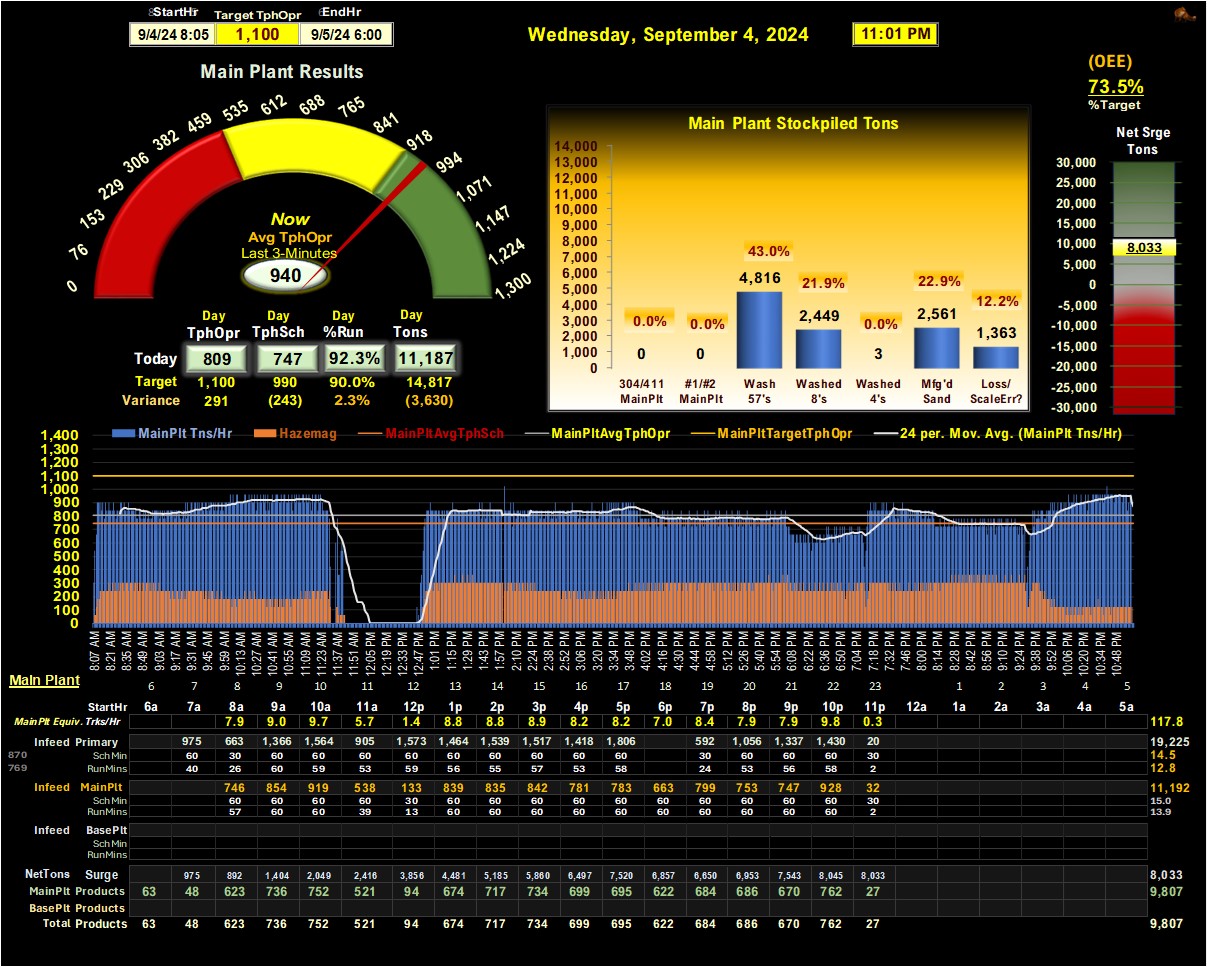 StartHr Target TphOpr EndHr
9/4/24 8:05 1,100 9/5/24 6:00
Wednesday, September 4, 2024 11:01 PM
(OEE)
73.5%
%Target
Main Plant Results
0 76 153 229 306 382 459 535 612 688 765 841 918 994 1,071 1,147 1,224 1,300
Now
Avg TphOpr
Last 3-Minutes
940
Day Day Day Day
TphOpr TphSch %Run Tons
Today 809 747 92.3% 11,187
Target 1,100 990 90.0% 14,817
Variance 291 (243) 2.3% (3,630)
Main Plant Stockpiled Tons
14,000
13,000
12,000
11,000
10,000
9,000
8,000
7,000
6,000
5,000
4,000
3,000
2,000
1,000
0
0.0% 0.0% 43.0% 21.9% 0.0% 22.9% 12.2%
0 0 4,816 2,449 3 2,561 1,363
304/411 #1/#2 Wash Washed Washed Mfg'd Loss/
MainPlt MainPlt 57's 8's 4's Sand ScaleErr?
Net Srge
Tons
30,000
25,000
20,000
15,000
10,000
8,033
5,000
0
-5,000
-10,000
-15,000
-20,000
-25,000
-30,000
MainPlt Tns/Hr Hazemag MainPltAvgTphSch MainPltAvgTphOpr MainPltTargetTphOpr 24 per. Mov. Avg. (MainPlt Tns/Hr)
1,400
1,300
1,200
1,100
1,000
900
800
700
600
500
400
300
200
100
0
8:07 AM 8:21 AM 8:35 AM 8:49 AM 9:03 AM 9:17 AM 9:31 AM 9:45 AM 9:59 AM 10:13 AM 10:27 AM 10:41 AM 10:55 AM 11:09 AM 11:23 AM 11:37 AM 11:51 AM 12:05 PM 12:19 PM 12:33 PM 12:47 PM 1:01 PM 1:15 PM 1:29 PM 1:43 PM 1:57 PM 2:10 PM 2:24 PM 2:38 PM 2:52 PM 3:06 PM 3:20 PM 3:34 PM 3:48 PM 4:02 PM 4:16 PM 4:30 PM 4:44 PM 4:58 PM 5:12 PM 5:26 PM 5:40 PM 5:54 PM 6:08 PM 6:22 PM 6:36 PM 6:50 PM 7:04 PM 7:18 PM 7:32 PM 7:46 PM 8:00 PM 8:14 PM 8:28 PM 8:42 PM 8:56 PM 9:10 PM 9:24 PM 9:38 PM 9:52 PM 10:06 PM 10:20 PM 10:34 PM 10:48 PM
Main Plant 6 7 8 9 10 11 12 13 14 15 16 17 18 19 20 21 22 23 1 2 3 4 5
StartHr 6a 7a 8a 9a 10a 11a 12p 1p 2p 3p 4p 5p 6p 7p 8p 9p 10p 11p 12a 1a 2a 3a 4a 5a
MainPlt Equiv. Trks/Hr 7.9 9.0 9.7 5.7 1.4 8.8 8.8 8.9 8.2 8.2 7.0 8.4 7.9 7.9 9.8 0.3 117.8
Infeed Primary 975 663 1,366 1,564 905 1,573 1,464 1,539 1,517 1,418 1,806 592 1,056 1,337 1,430 20 19,225
870 Sch Min 60 30 60 60 60 60 60 60 60 60 60 30 60 60 60 30 14.5
769 RunMins 40 26 60 59 53 59 56 55 57 53 58 24 53 56 58 2 12.8
Infeed MainPlt 746 854 919 538 133 839 835 842 781 783 663 799 753 747 928 32 11,192
Sch Min 60 60 60 60 30 60 60 60 60 60 60 60 60 60 60 30 15.0
RunMins 57 60 60 39 13 60 60 60 60 60 60 60 60 60 60 2 13.9
Infeed BasePlt
Sch Min
RunMins
NetTons Surge 975 892 1,404 2,049 2,416 3,856 4,481 5,185 5,860 6,497 7,520 6,857 6,650 6,953 7,543 8,045 8,033 8,033
MainPlt Products 63 48 623 736 752 521 94 674 717 734 699 695 622 684 686 670 762 27 9,807
BasePlt Products
Total Products 63 48 623 736 752 521 94 674 717 734 699 695 622 684 686 670 762 27 9,807